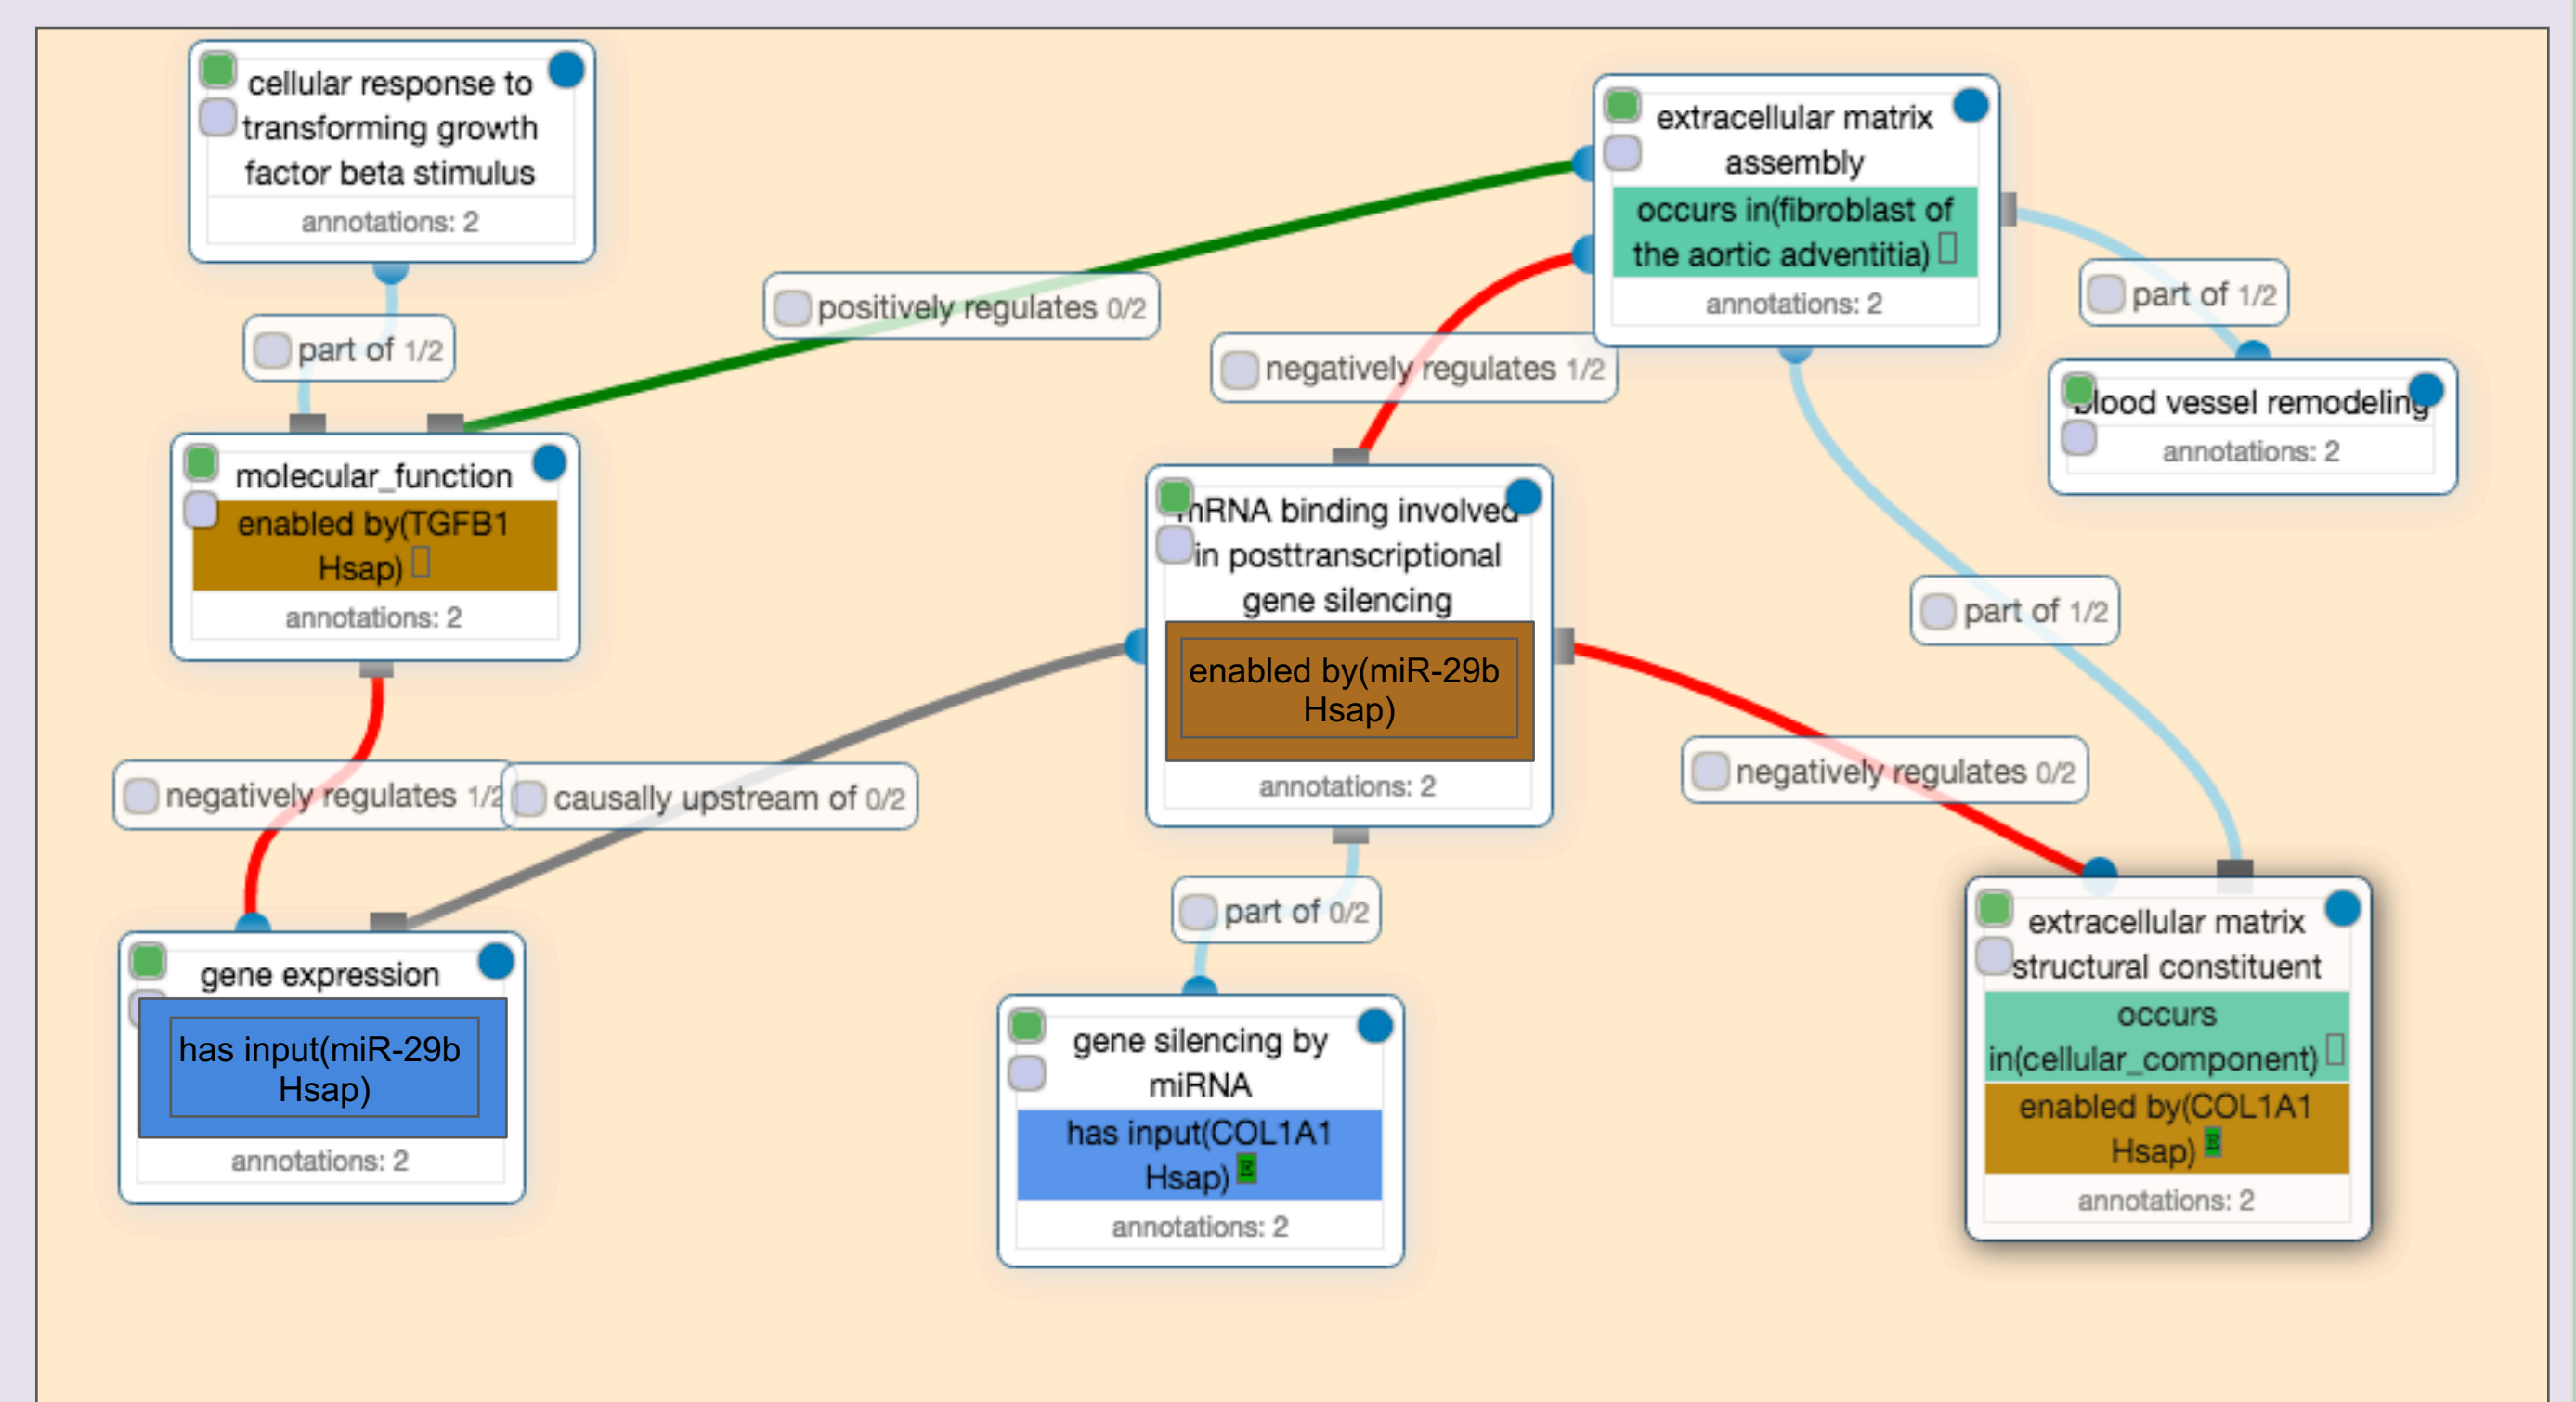 cellular response to
transforming growth
factor beta stimulus
annotations: 2
extracellular matrix
assembly
occurs in(fibroblast of
the aortic adventitia)
annotations: 2
positively regulates 0/2
part of 1/2
part of 1/2
negatively regulates 1/2
blood vessel remodeling
annotations: 2
molecular_function
enabled by(TGFB1
Hsap)
annotations: 2
mRNA binding involved
in posttranscriptional
gene silencing
enabled by(miR-29b
Hsap)
annotations: 2
part of 1/2
negatively regulates 1/2
causally upstream of 0/2
negatively regulates 0/2
part of 0/2
gene expression
has input(miR-29b
Hsap)
annotations: 2
gene silencing by
miRNA
has input(COL1A1
Hsap) E
annotations: 2
extracellular matrix
structural constituent
occurs
in(cellular_component)
enabled by(COL1A1
Hsap) E
annotations: 2